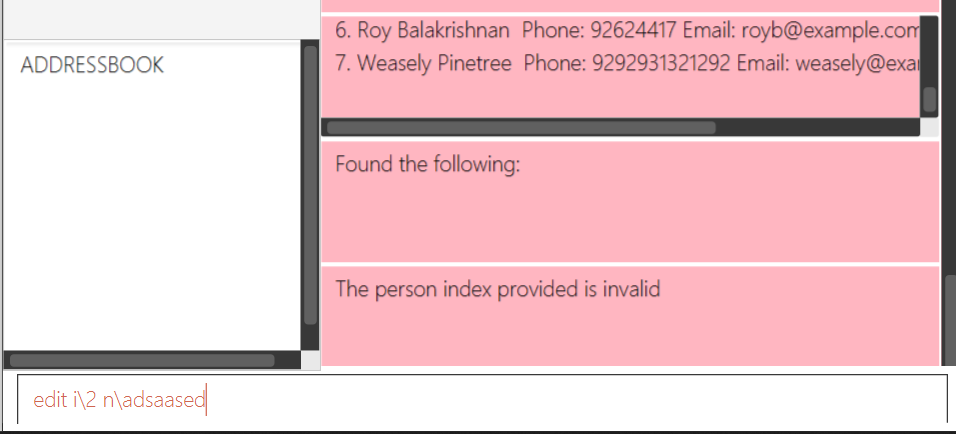 ADDRESSBOOK
6. Roy Balakrishnan  Phone: 92624417 Email: royb@example.com
7. Weasely Pinetree  Phone: 9292931321292 Email: weasely@exa
Found the following:
The person index provided is invalid
edit i\2 n\adsaased